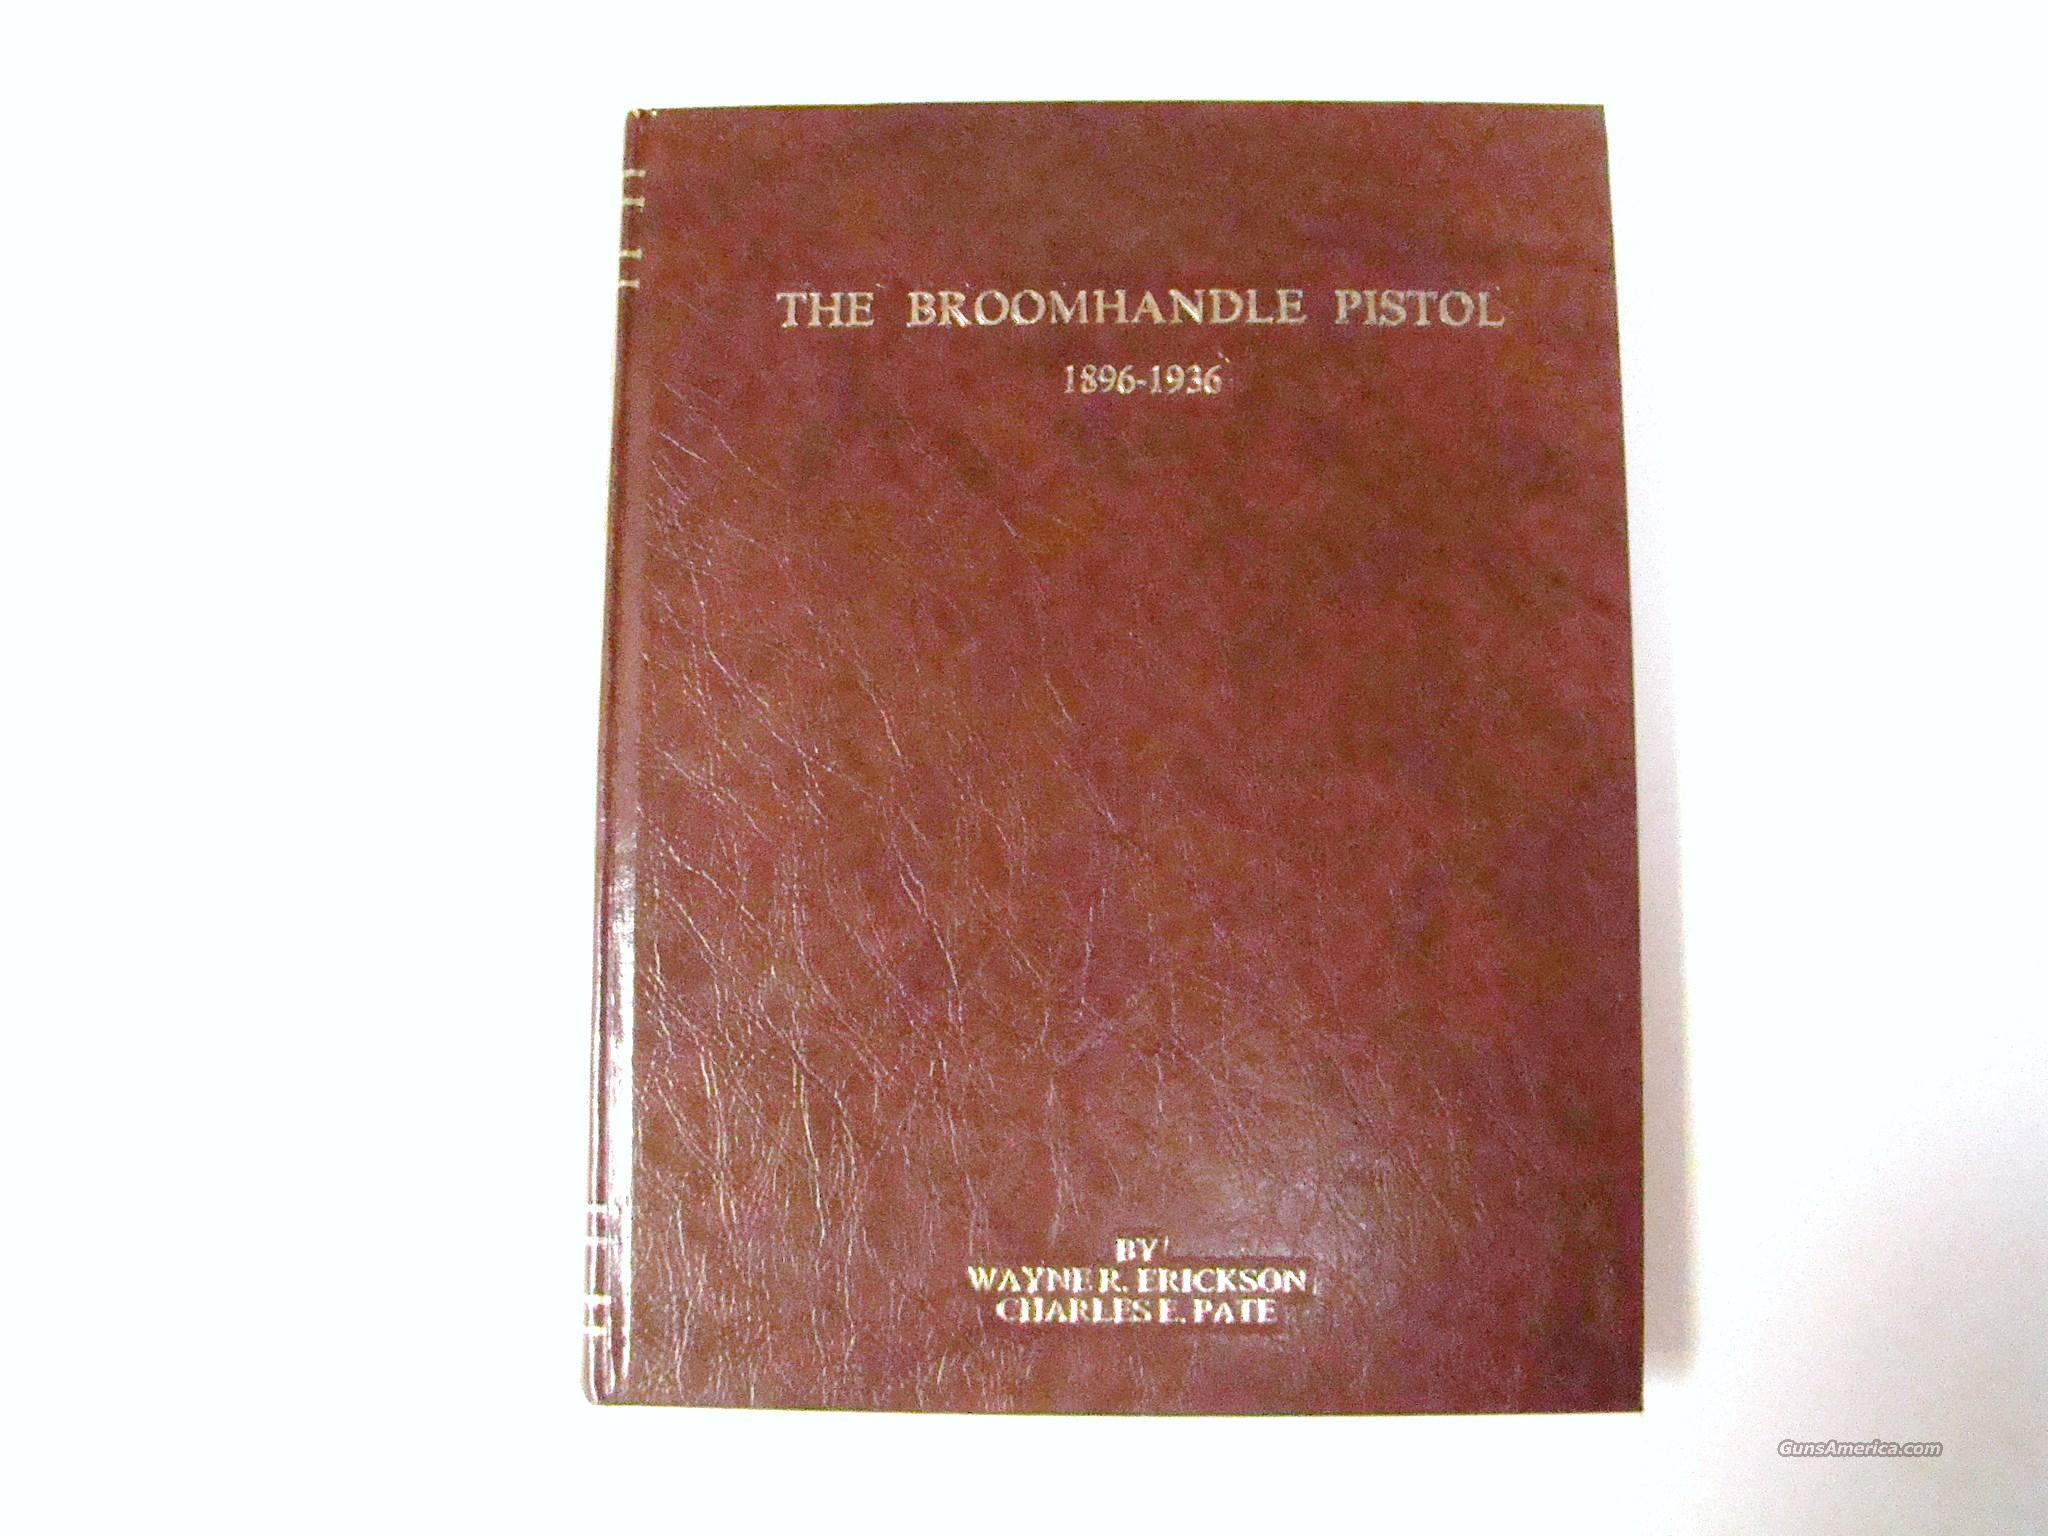 THE BROOMHANDLE PISTOL
1896-1936
BY
WAYNE R. ERICKSON
CHARLES E. PATE
GunsAmerica.com